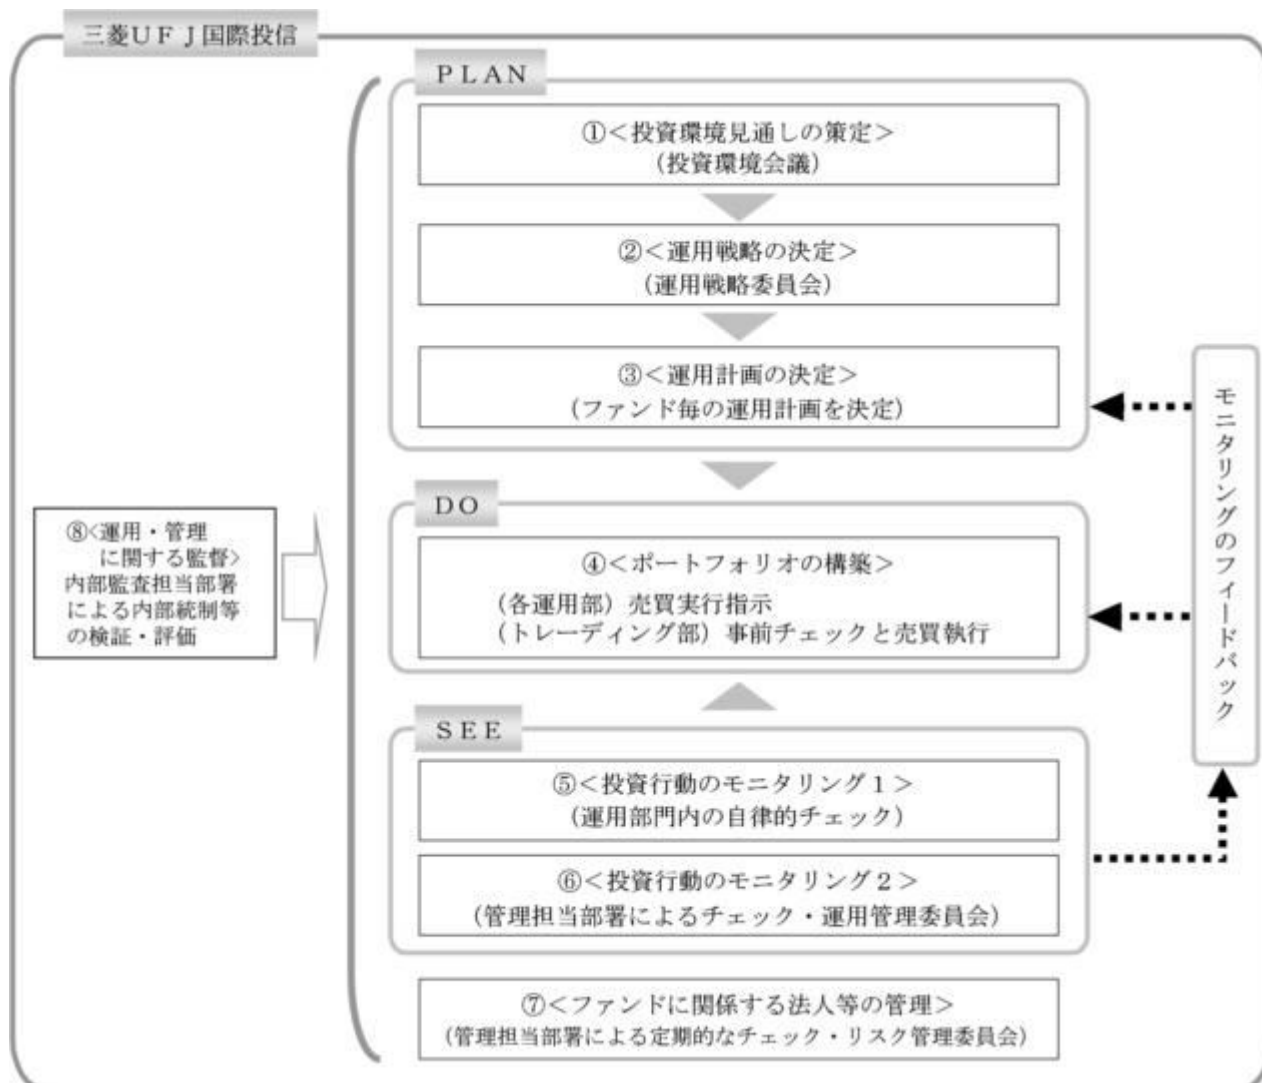 三菱ＵＦＪ国際投信
ＰＬＡＮ
①＜投資環境見通しの策定＞
（投資環境会議）
②＜運用戦略の決定＞
（運用戦略委員会）
③＜運用計画の決定＞
（ファンド毎の運用計画を決定）
ＤＯ
④＜ポートフォリオの構築＞
（各運用部）売買実行指示
（トレーディング部）事前チェックと売買執行
ＳＥＥ
⑤＜投資行動のモニタリング１＞
（運用部門内の自律的チェック）
⑥＜投資行動のモニタリング２＞
（管理担当部署によるチェック・運用管理委員会）
⑦＜ファンドに関係する法人等の管理＞
（管理担当部署による定期的なチェック・リスク管理委員会）
⑧<運用・管理
に関する監督>
内部監査担当部署
による内部統制等
の検証・評価
モニタリングのフィードバック